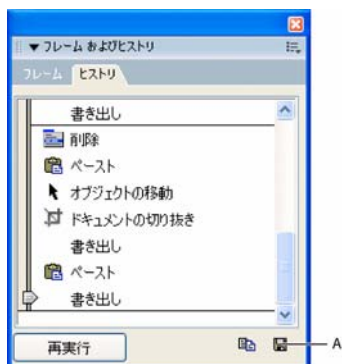 フレーム およびヒストリ
フレーム ヒストリ
書き出し
削除
ペースト
オブジェクトの移動
ドキュメントの切り抜き
書き出し
ペースト
書き出し
再実行
A